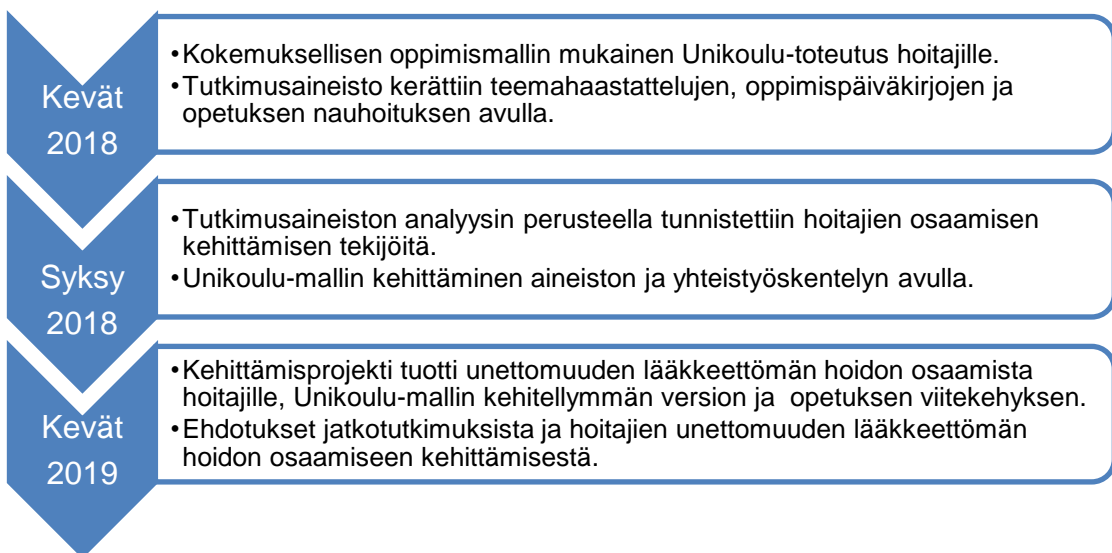 Kevät
2018
•Kokemuksellisen oppimismallin mukainen Unikoulu-toteutus hoitajille.
•Tutkimusaineisto kerättiin teemahaastattelujen, oppimispäiväkirjojen ja
opetuksen nauhoituksen avulla.
Syksy
2018
•Tutkimusaineiston analyysin perusteella tunnistettiin hoitajien osaamisen
kehittämisen tekijöitä.
•Unikoulu-mallin kehittäminen aineiston ja yhteistyöskentelyn avulla.
Kevät
2019
•Kehittämisprojekti tuotti unettomuuden lääkkeettömän hoidon osaamista
hoitajille, Unikoulu-mallin kehitellymmän version ja opetuksen viitekehyksen.
•Ehdotukset jatkotutkimuksista ja hoitajien unettomuuden lääkkeettömän
hoidon osaamiseen kehittämisestä.